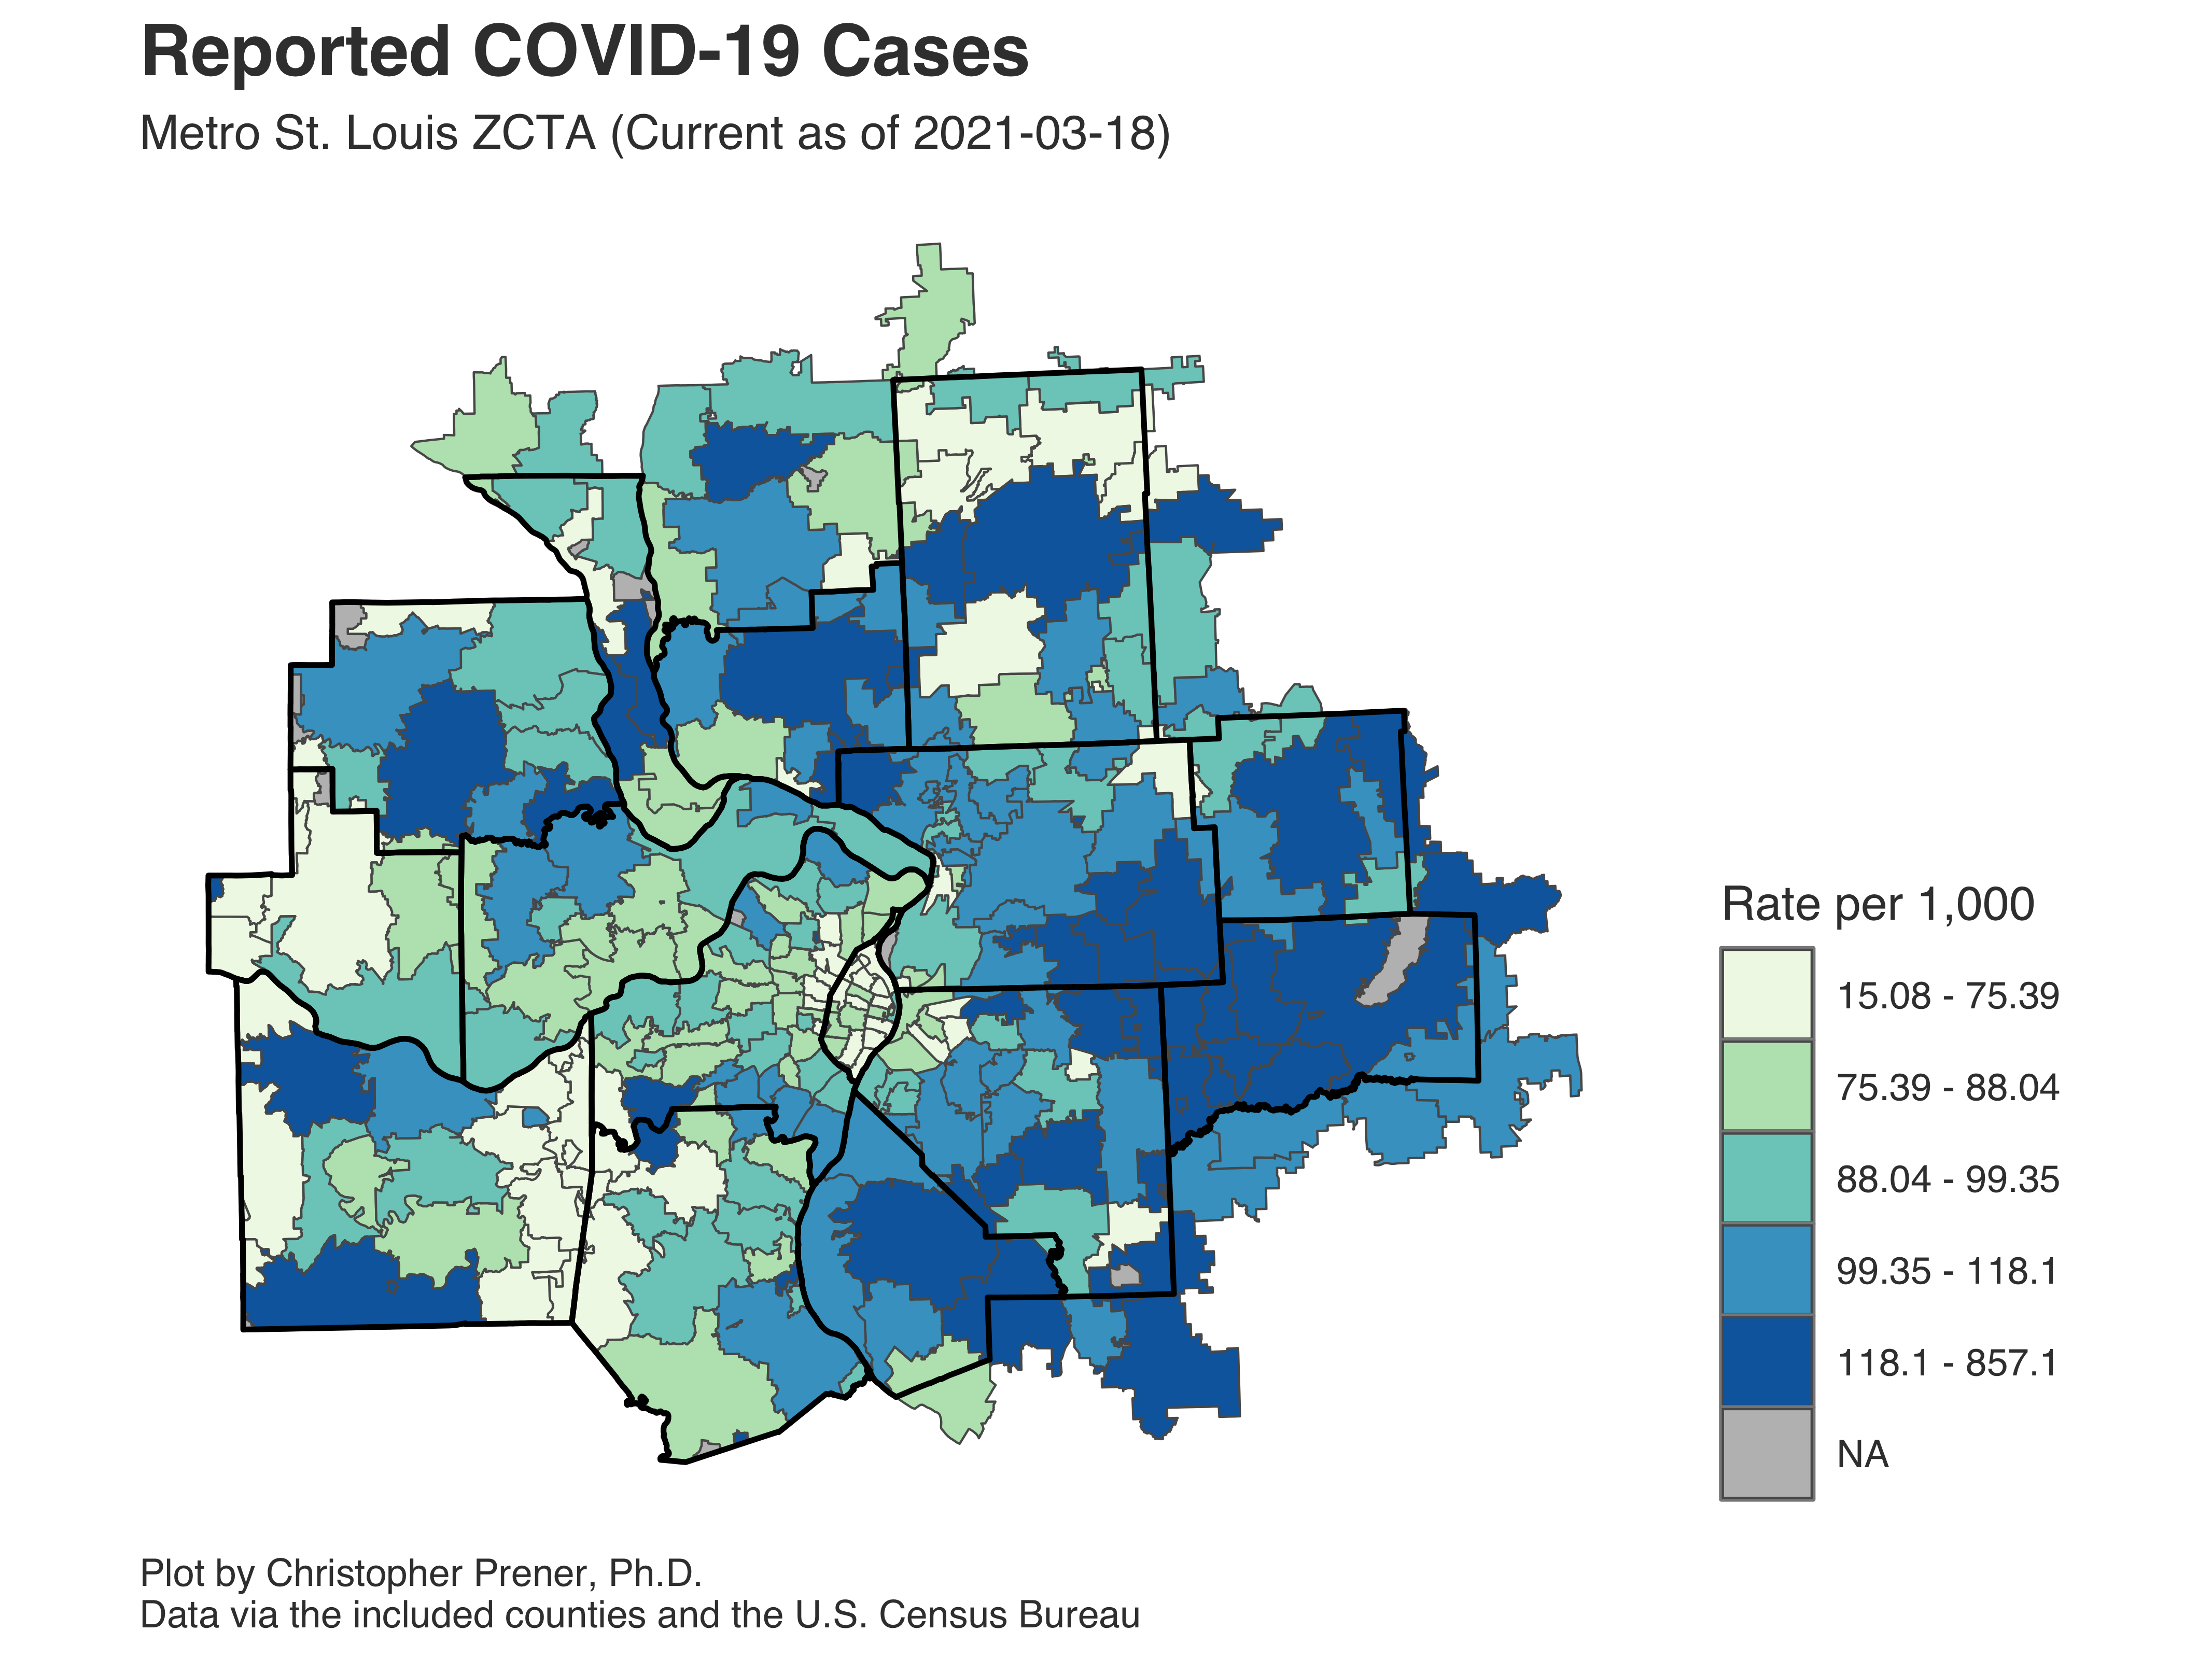 Reported COVID-19 Cases
Metro St. Louis ZCTA (Current as of 2021-03-18)
Rate per 1,000
15.08 - 75.39
75.39 - 88.04
88.04 - 99.35
99.35 - 118.1
118.1 - 857.1
NA
Plot by Christopher Prener, Ph.D.
Data via the included counties and the U.S. Census Bureau